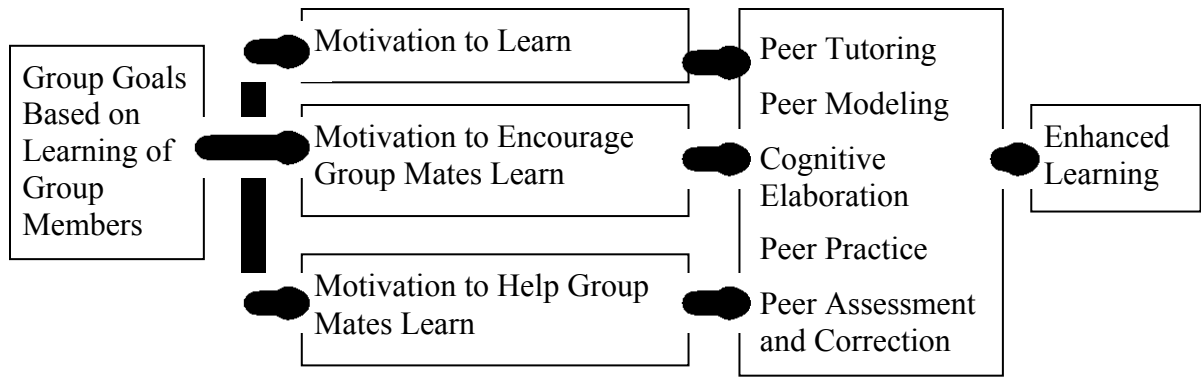 Group Goals
Based on
Learning of
Group
Members
Motivation to Learn
Motivation to Encourage
Group Mates Learn
Motivation to Help Group
Mates Learn
Peer Tutoring
Peer Modeling
Cognitive
Elaboration
Peer Practice
Peer Assessment
and Correction
Enhanced
Learning